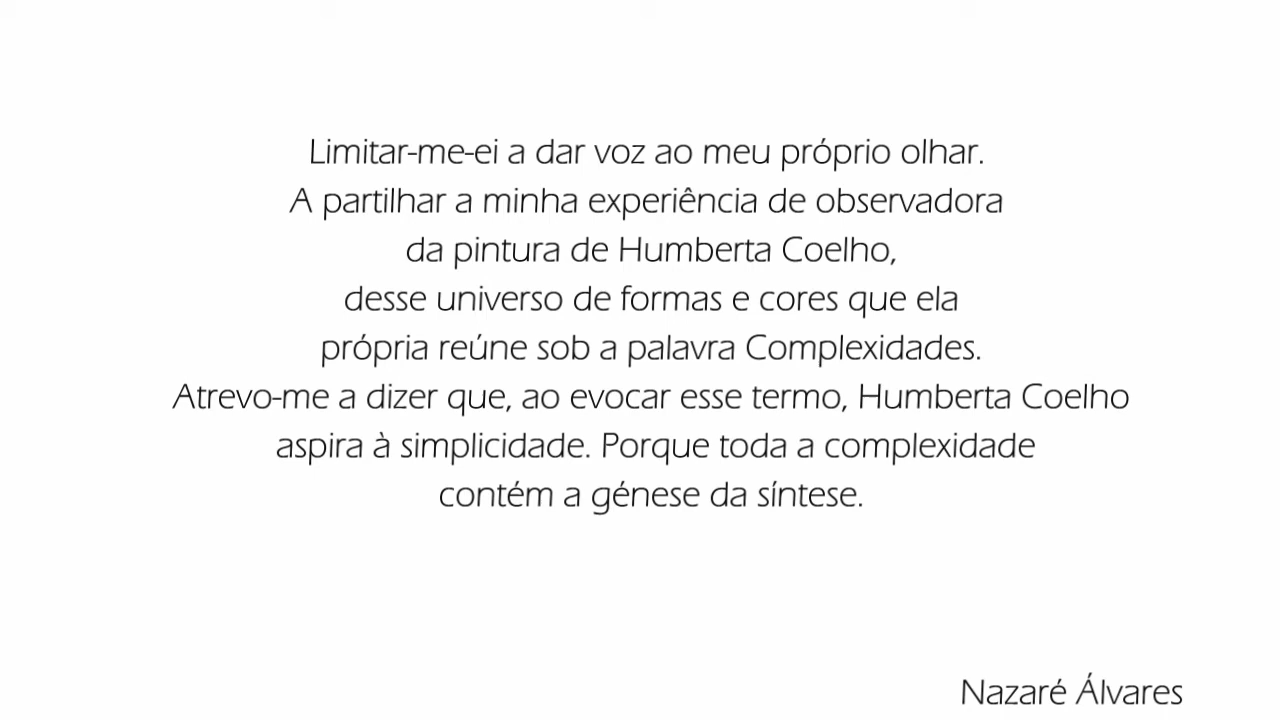 Limitar-me-ei a dar voz ao meu próprio olhar.
A partilhar a minha experiência de observadora
da pintura de Humberta Coelho,
desse universo de formas e cores que ela
própria reúne sob a palavra Complexidades.
Atrevo-me a dizer que, ao evocar esse termo, Humberta Coelho
aspira à simplicidade. Porque toda a complexidade
contém a génese da síntese.
Nazaré Álvares